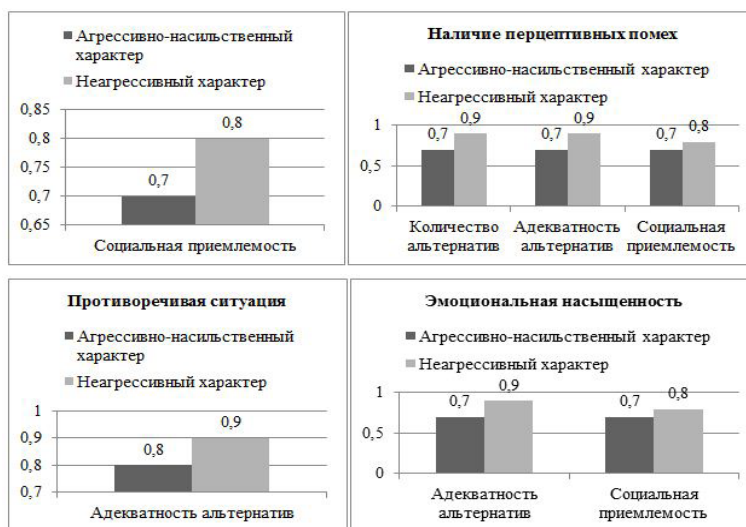 Агрессивно-насильственный
характер
Неагрессивный характер
0,85
0,8
0,75
0,7
0,65
0,7
0,8
Социальная приемлемость
Наличие перцептивных помех
Агрессивно-насильственный характер
Неагрессивный характер
1
0,5
0
0,7
0,9
0,7
0,9
0,7
0,8
Количество Адекватность Социальная
альтернатив альтернатив приемлемость
Противоречивая ситуация
Агрессивно-насильственный
характер
Неагрессивный характер
1
0,9
0,8
0,7
0,8
0,9
Адекватность альтернатив
Эмоциональная насыщенность
Агрессивно-насильственный характер
Неагрессивный характер
1
0,5
0
0,7
0,9
0,7
0,8
Адекватность Социальная
альтернатив приемлемость